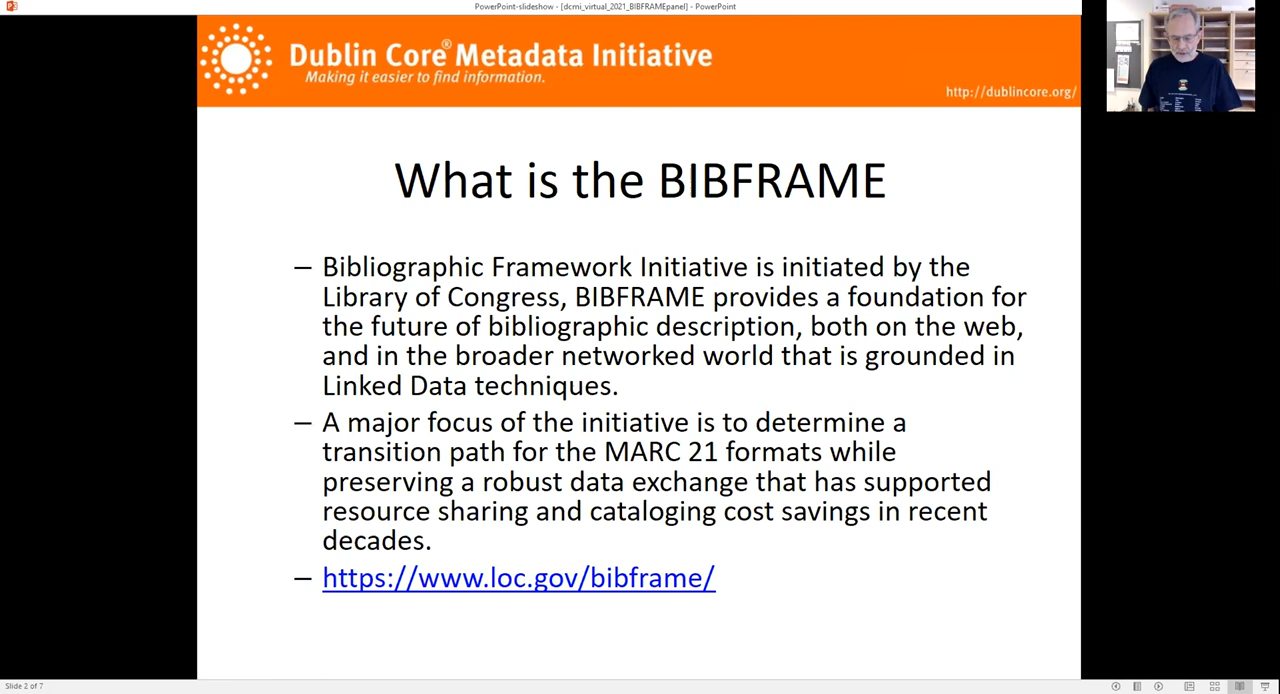 PowerPoint-slideshow - [dcmi_virtual_2021_BIBFRAMEpanel] - PowerPoint
Dublin Core® Metadata Initiative
Making it easier to find information.
http://dublincore.org/
What is the BIBFRAME
– Bibliographic Framework Initiative is initiated by the
Library of Congress, BIBFRAME provides a foundation for
the future of bibliographic description, both on the web,
and in the broader networked world that is grounded in
Linked Data techniques.
– A major focus of the initiative is to determine a
transition path for the MARC 21 formats while
preserving a robust data exchange that has supported
resource sharing and cataloging cost savings in recent
decades.
– https://www.loc.gov/bibframe/
Slide 2 of 7